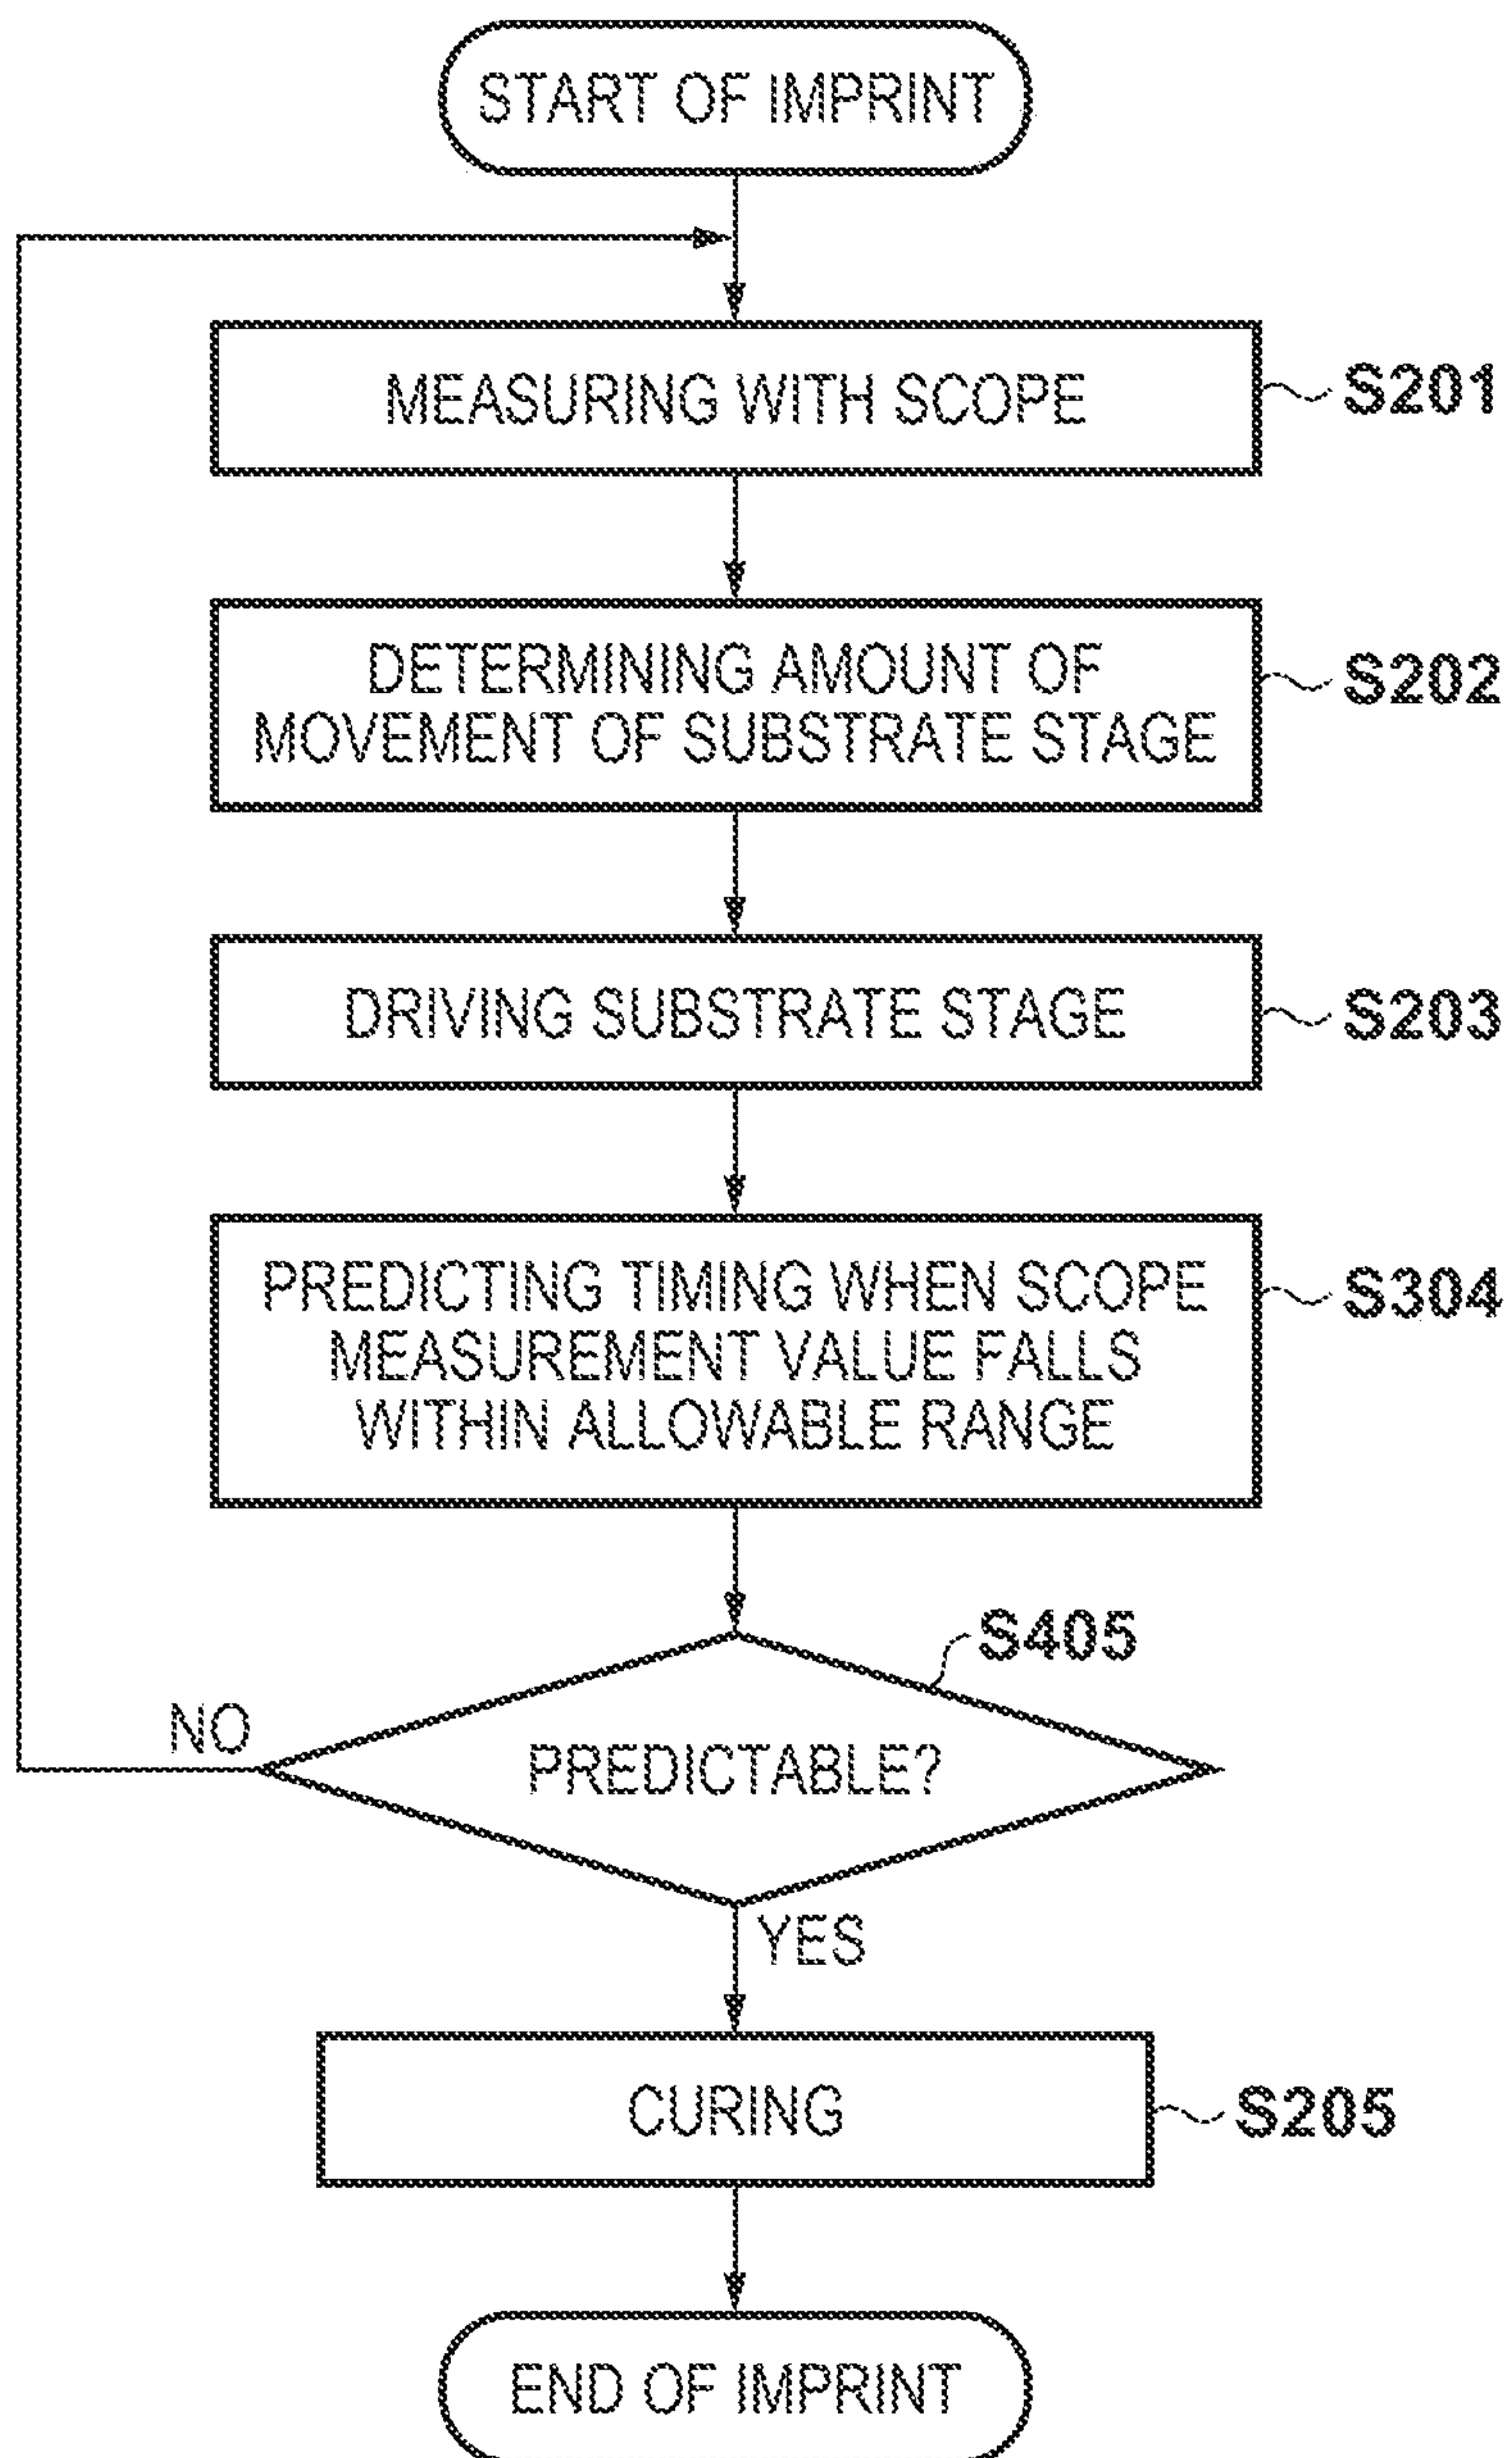 START OF IMPRINT
MEASURING WITH SCOPE
S201
DETERMINING AMOUNT OF
MOVEMENT OF SUBSTRATE STAGE
S202
DRIVING SUBSTRATE STAGE
S203
PREDICTING TIMING WHEN SCOPE
MEASUREMENT VALUE FALLS
WITHIN ALLOWABLE RANGE
S304
S405
NO
PREDICTABLE?
YES
CURING
S205
END OF IMPRINT